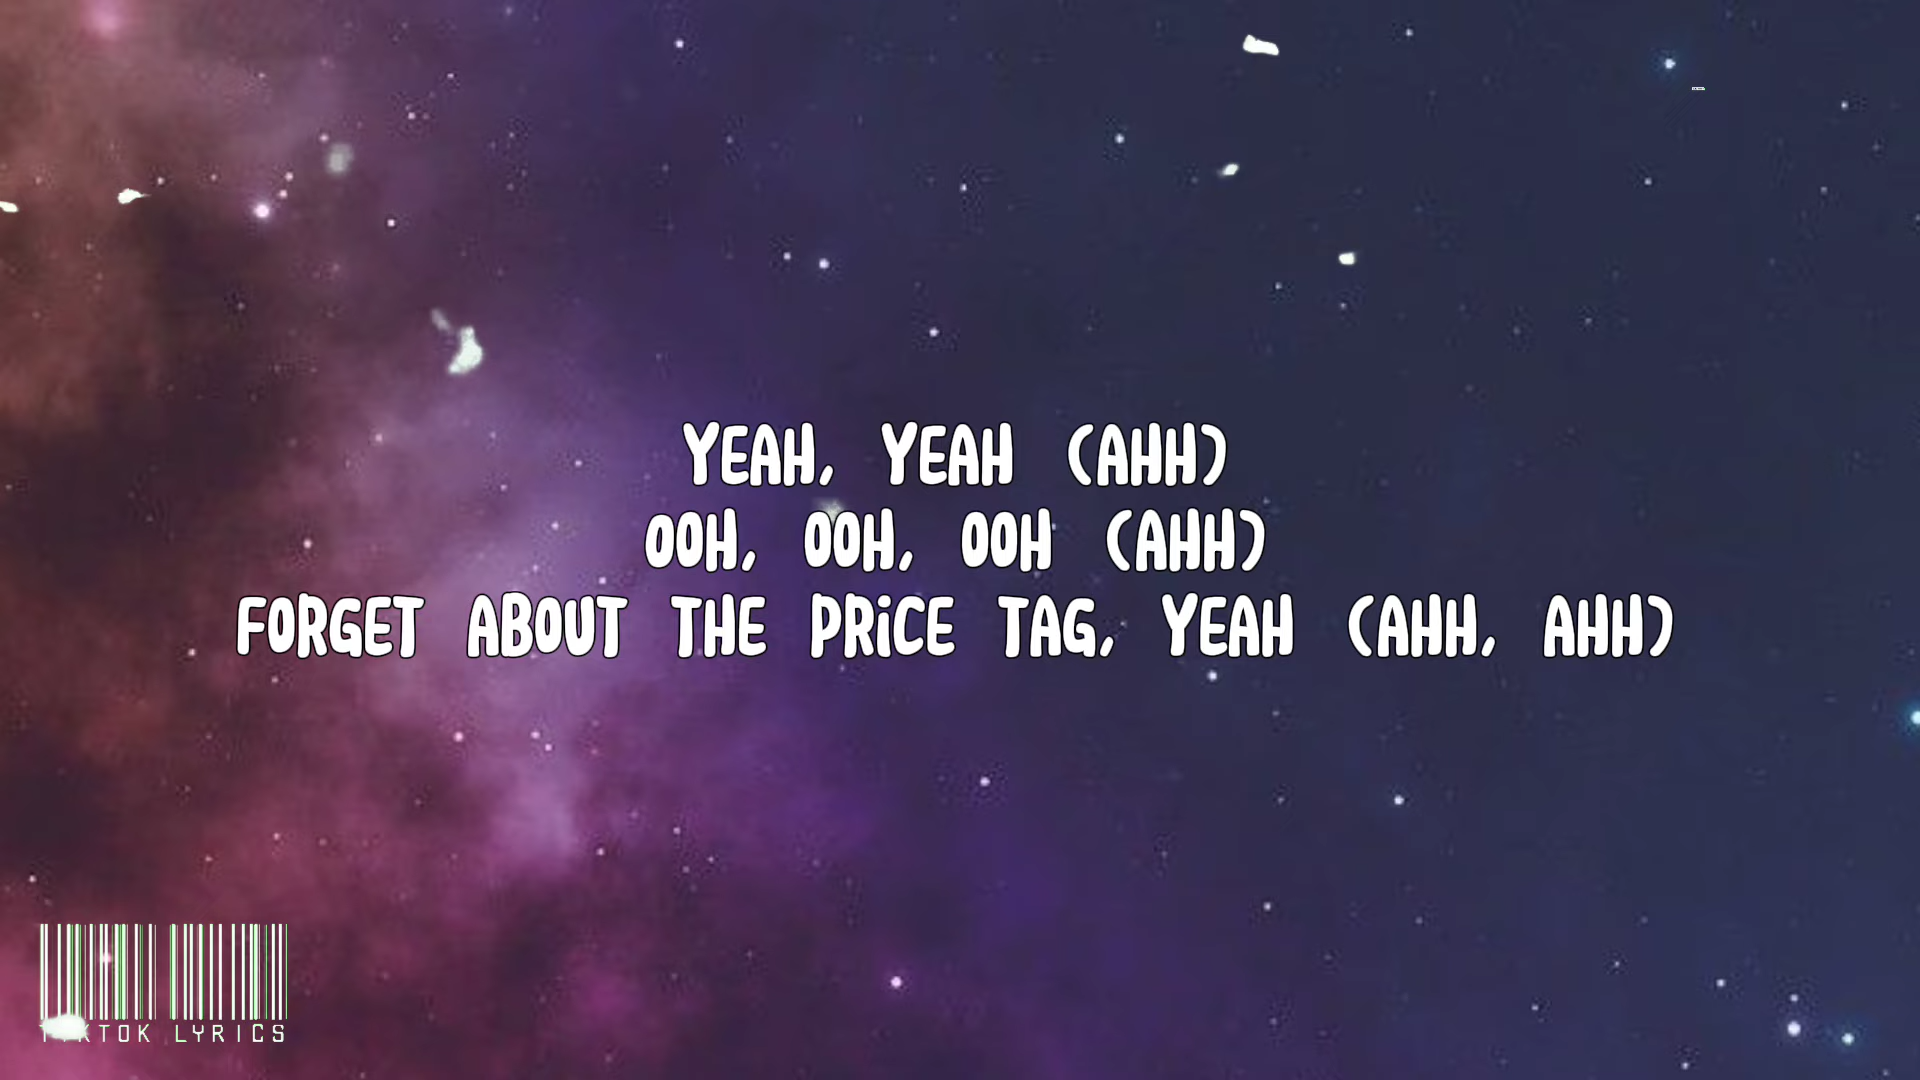 YEAH, YEAH (AHH)
OOH, OOH, OOH (AHH)
FORGET ABOUT THE PRiCE TAG, YEAH (AHH, AHH)
TIKTOK LYRICS